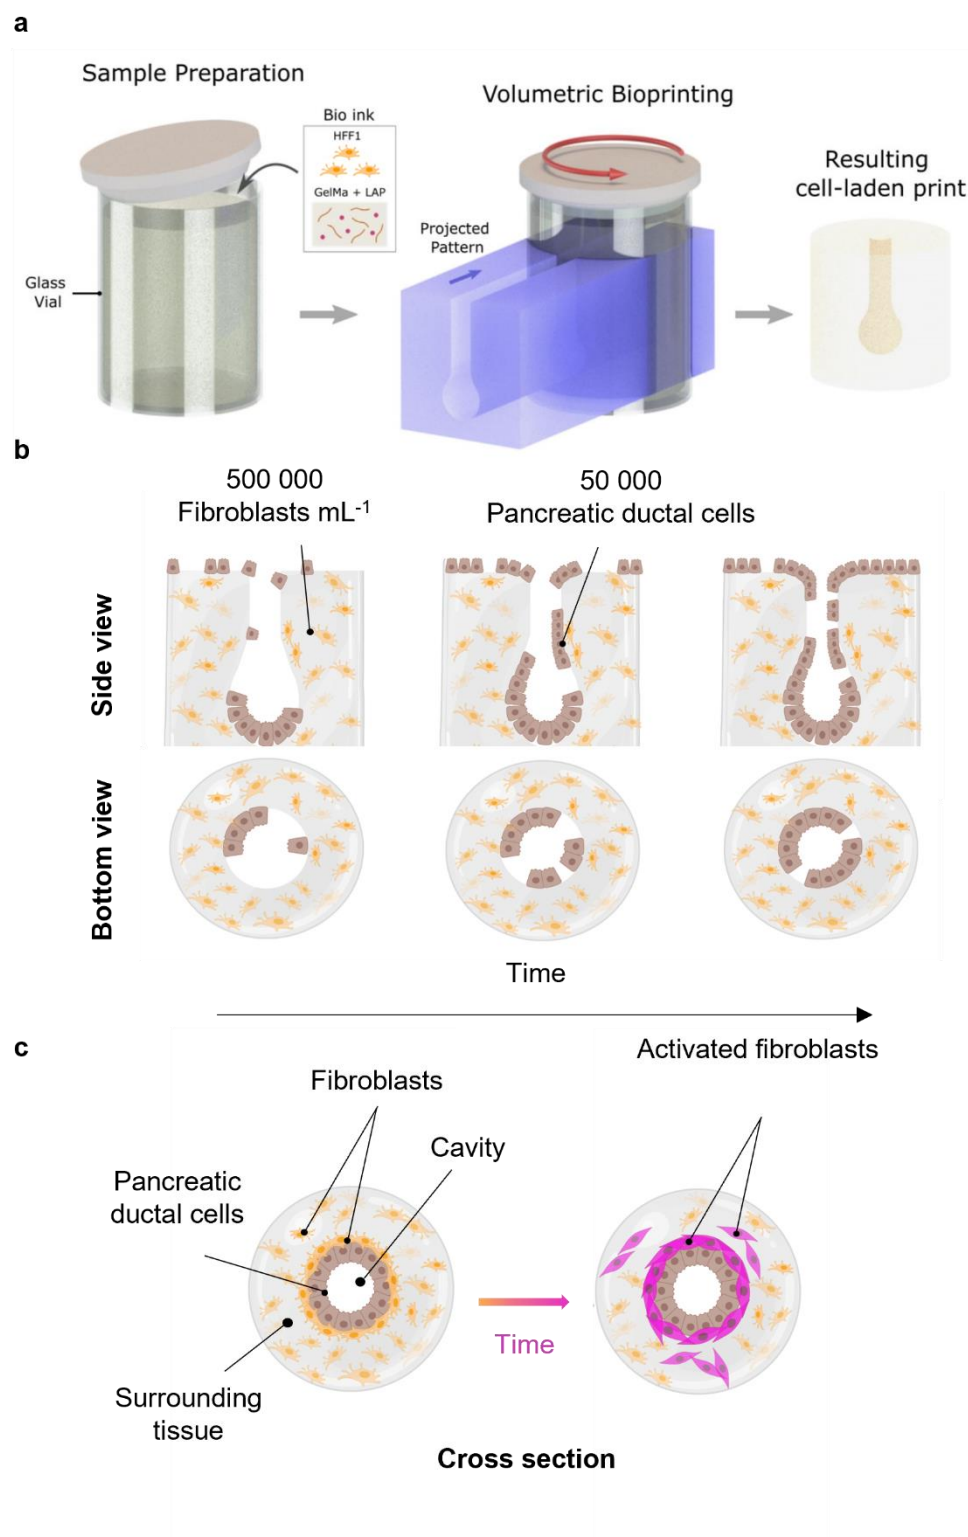 a
Sample Preparation
Bio ink
HFF1
GelMa + LAP
Glass
Vial
Volumetric Bioprinting
Projected
Pattern
Resulting
cell-laden print
b
500 000
Fibroblasts mL⁻¹
50 000
Pancreatic ductal cells
Side view
Bottom view
Time
c
Activated fibroblasts
Fibroblasts
Cavity
Pancreatic
ductal cells
Time
Surrounding
tissue
Cross section